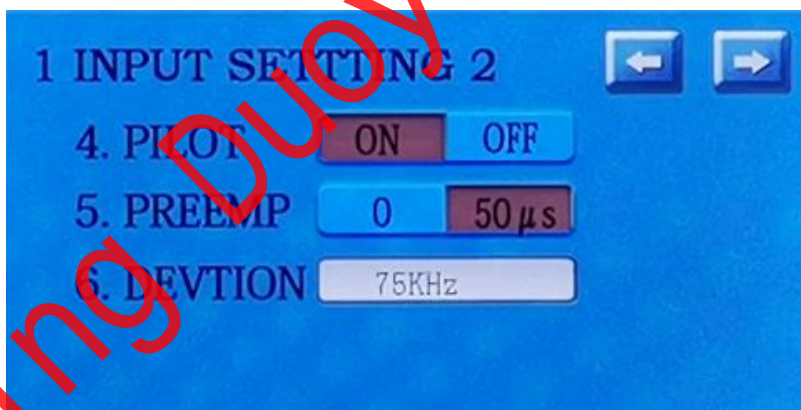 1 INPUT SETTTING 2
4. PILOT ON OFF
5. PREEMP 0 50μs
6. DEVTION 75KHz
ng Duoy